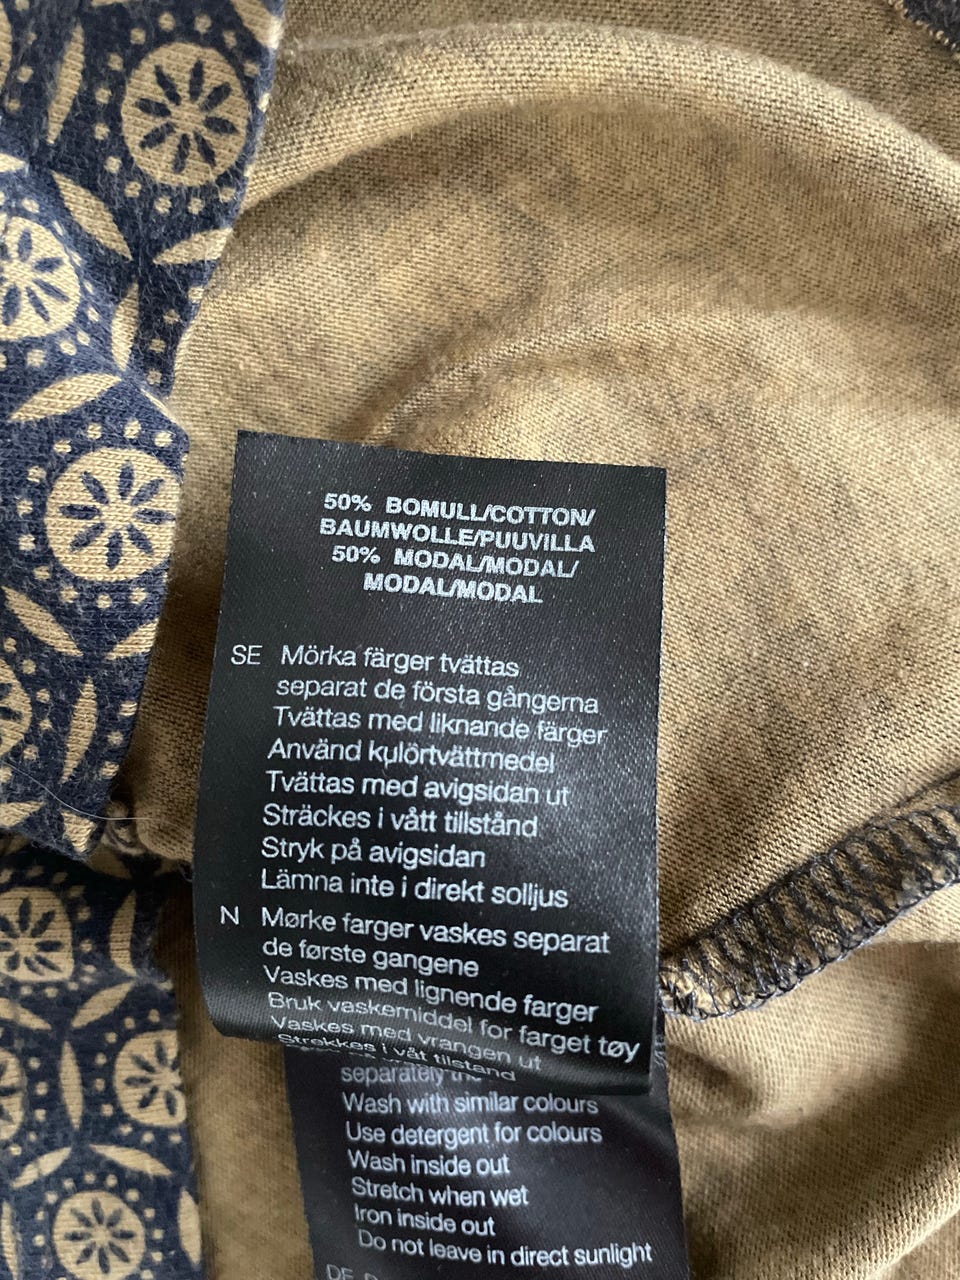 50% BOMULL/COTTON/
BAUMWOLLE/PUUVILLA
50% MODAL/MODAL/
MODAL/MODAL
SE Mörka färger tvättas
separat de första gångerna
Tvättas med liknande färger
Använd kulörtvättmedel
Tvättas med avigsidan ut
Sträckes i vått tillstånd
Stryk på avigsidan
Lämna inte i direkt solljus
N Mørke farger vaskes separat
de første gangene
Vaskes med lignende farger
Bruk vaskemiddel for farget tøy
Vaskes med vrangen ut
Strekkes i våt tilstand
separately
Wash with similar colours
Use detergent for colours
Wash inside out
Stretch when wet
Iron inside out
Do not leave in direct sunlight
DE